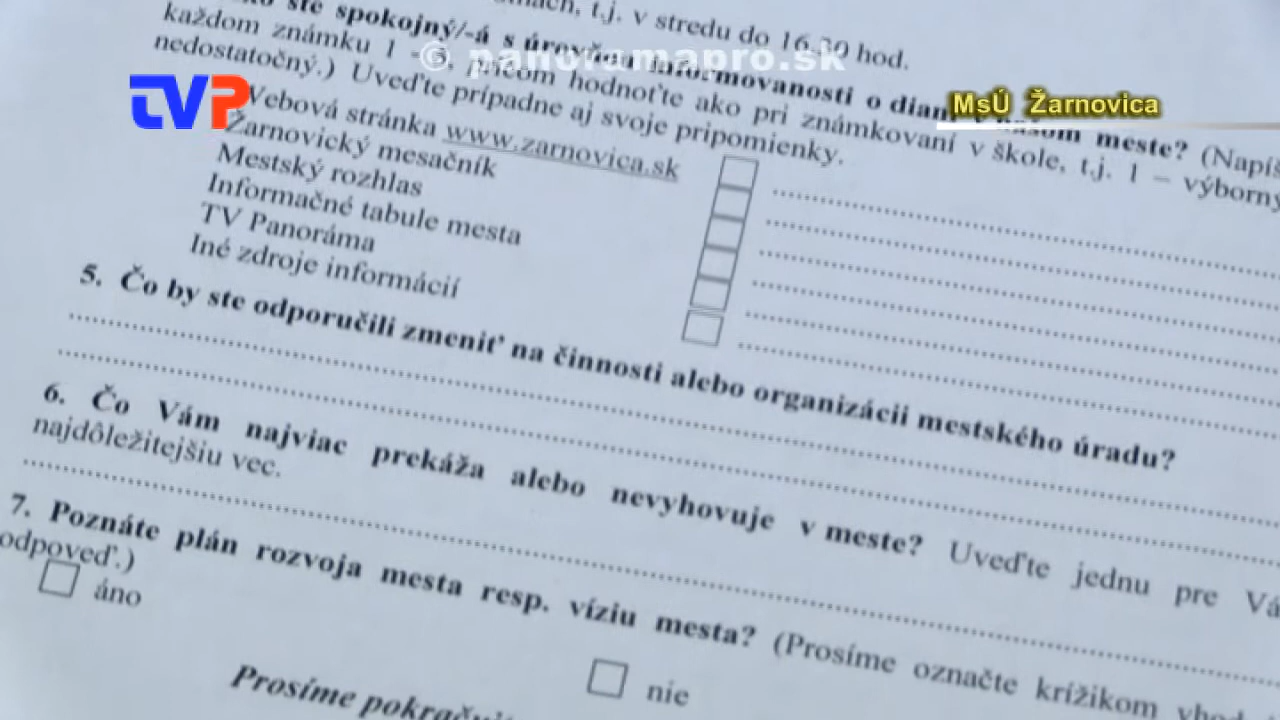 t.j. v stredu do 16.30 hod.
ste spokojný/-á s úrovňou informovanosti o dianí v našom meste? (Napíš
každom známku 1 - 5, pričom hodnoťte ako pri známkovaní v škole, t.j. 1 – výborný
nedostatočný.) Uveďte prípadne aj svoje pripomienky.
Webová stránka www.zarnovica.sk
Žarnovický mesačník
Mestský rozhlas
Informačné tabule mesta
TV Panoráma
Iné zdroje informácií
5. Čo by ste odporučili zmeniť na činnosti alebo organizácii mestského úradu?
6. Čo Vám najviac prekáža alebo nevyhovuje v meste? Uveďte jednu pre Vá
najdôležitejšiu vec.
7. Poznáte plán rozvoja mesta resp. víziu mesta? (Prosíme označte krížikom vhod
odpoveď.)
áno
nie
Prosíme pokračuj
© panoramapro.sk
TVP
MsÚ Žarnovica